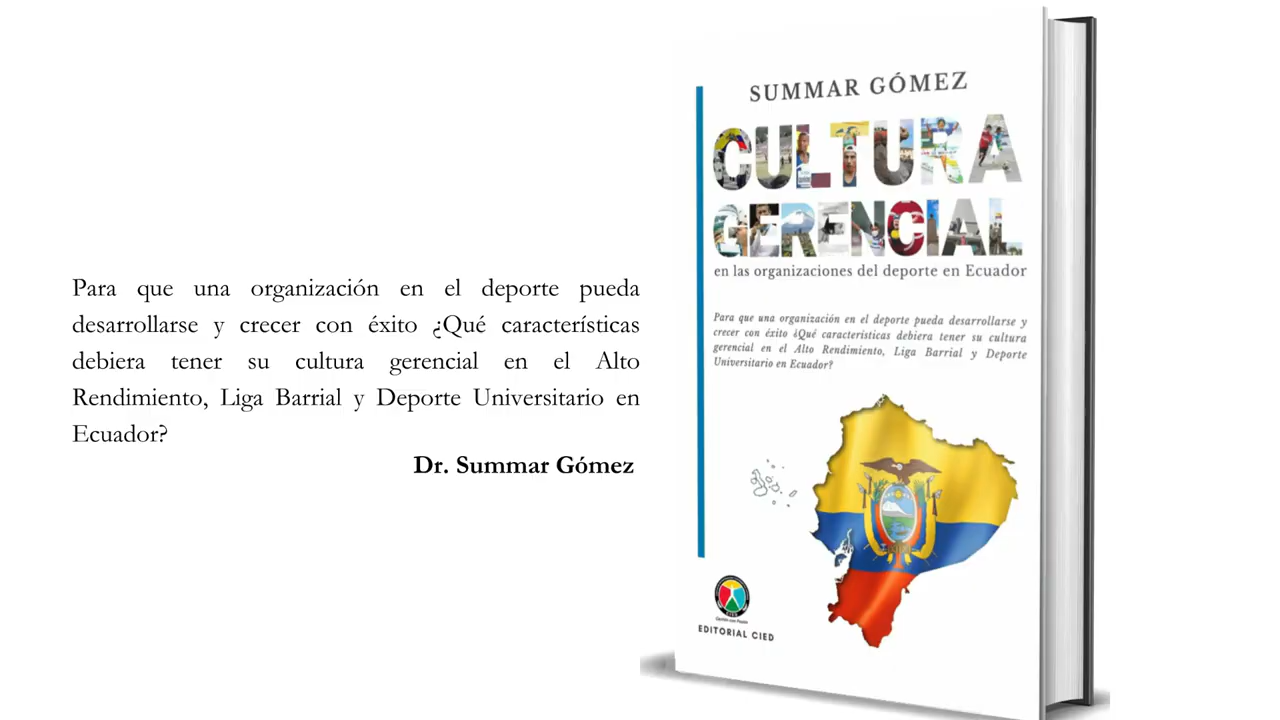 Para que una organización en el deporte pueda
desarrollarse y crecer con éxito ¿Qué características
debiera tener su cultura gerencial en el Alto
Rendimiento, Liga Barrial y Deporte Universitario en
Ecuador?
Dr. Summar Gómez
SUMMAR GÓMEZ
CULTURA
GERENCIAL
en las organizaciones del deporte en Ecuador
Para que una organización en el deporte pueda desarrollarse y
crecer con éxito ¿Qué características debiera tener su cultura
gerencial en el Alto Rendimiento, Liga Barrial y Deporte
Universitario en Ecuador?
EDITORIAL CIED